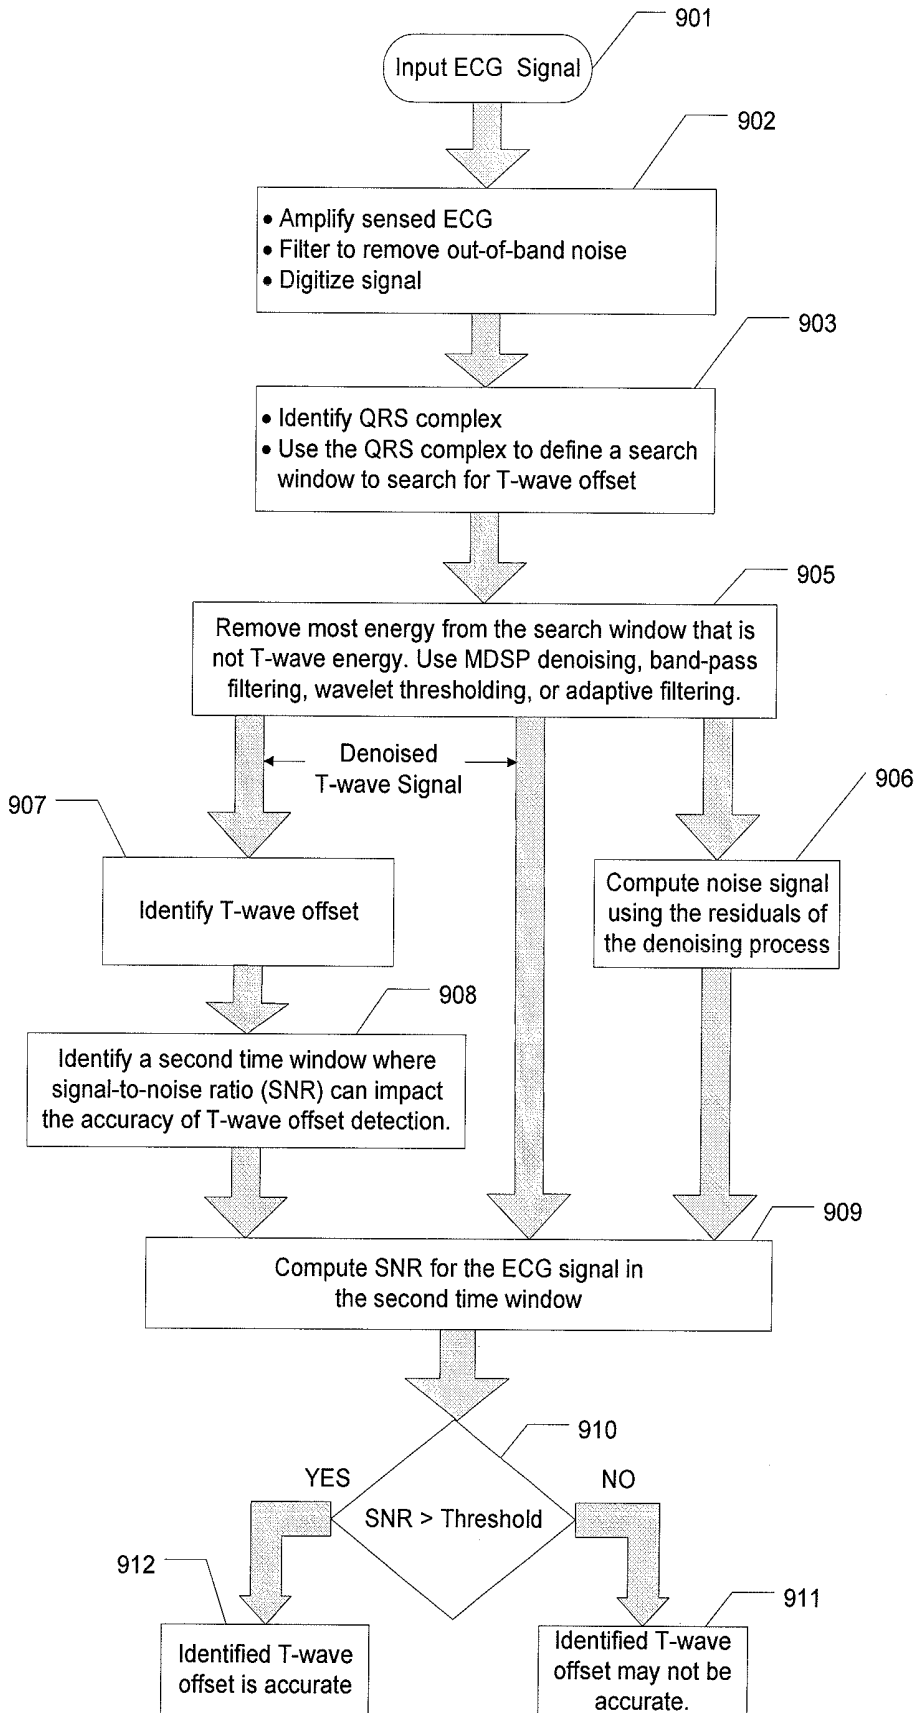 901
Input ECG Signal
902
• Amplify sensed ECG
• Filter to remove out-of-band noise
• Digitize signal
903
• Identify QRS complex
• Use the QRS complex to define a search
window to search for T-wave offset
905
Remove most energy from the search window that is
not T-wave energy. Use MDSP denoising, band-pass
filtering, wavelet thresholding, or adaptive filtering.
Denoised
T-wave Signal
907
906
Identify T-wave offset
Compute noise signal
using the residuals of
the denoising process
908
Identify a second time window where
signal-to-noise ratio (SNR) can impact
the accuracy of T-wave offset detection.
909
Compute SNR for the ECG signal in
the second time window
910
YES
NO
SNR > Threshold
912
911
Identified T-wave
offset is accurate
Identified T-wave
offset may not be
accurate.